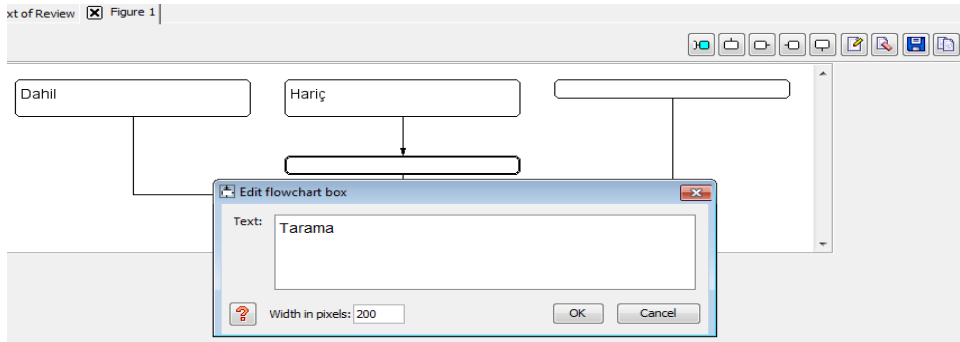 xt of Review Figure 1
Dahil
Hariç
Edit flowchart box
Text:
Tarama
Width in pixels: 200
OK
Cancel